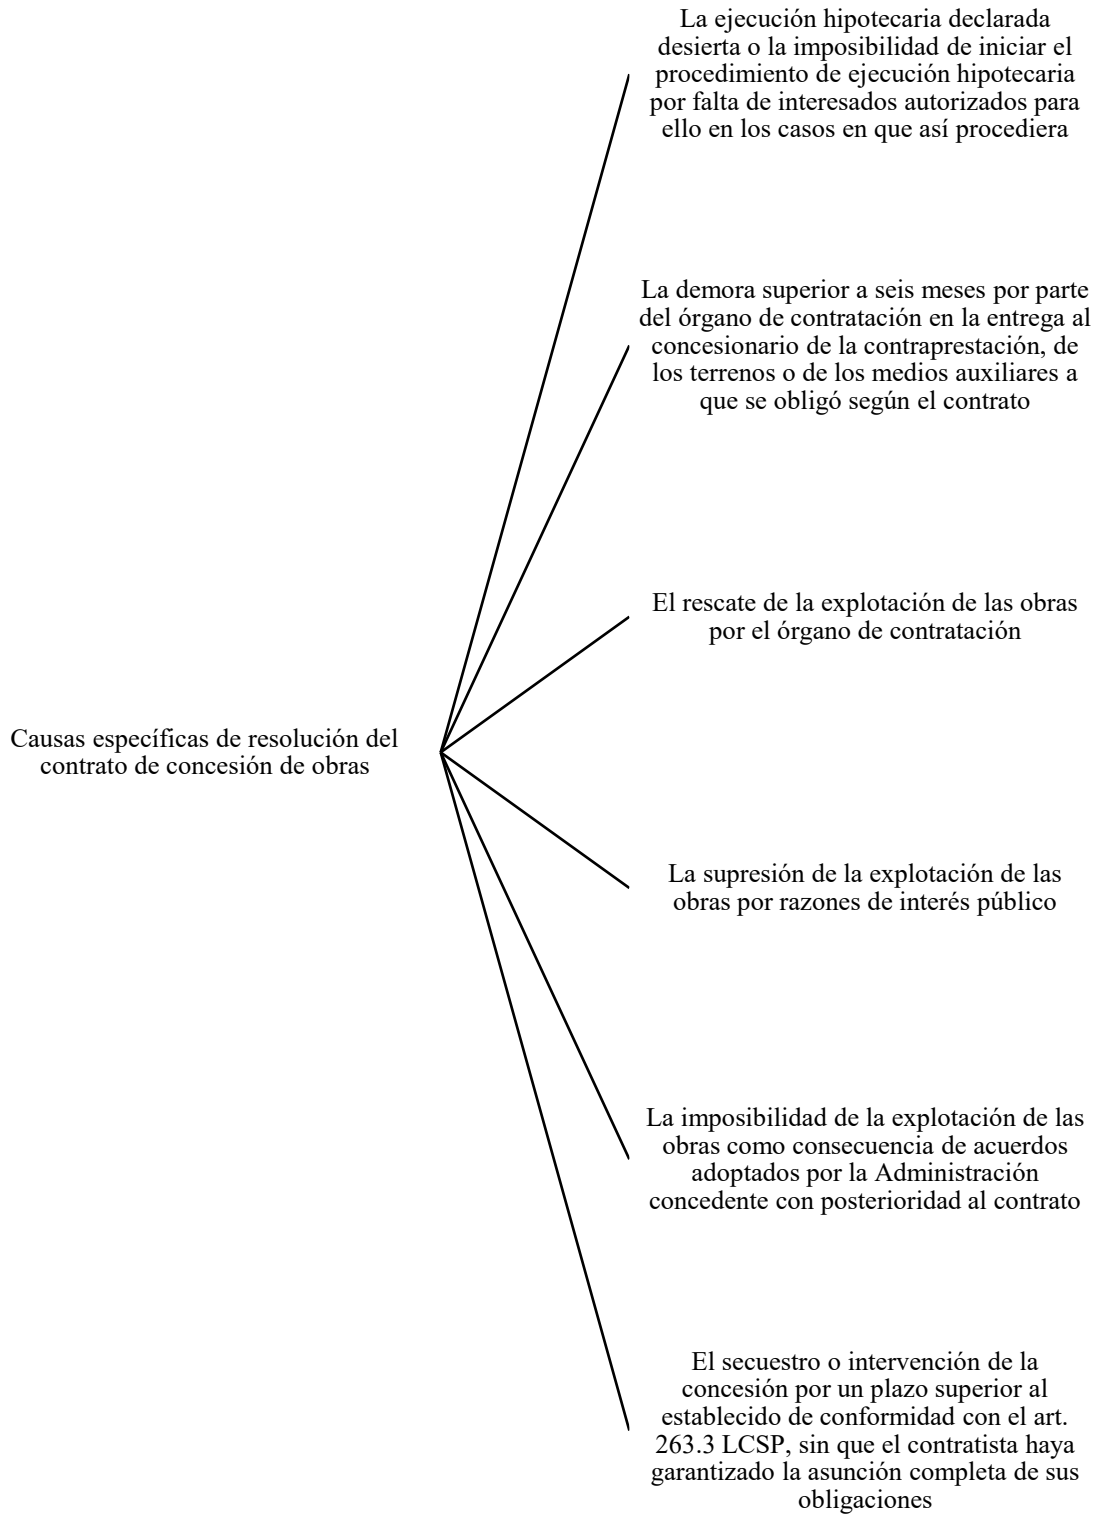 La ejecución hipotecaria declarada
desierta o la imposibilidad de iniciar el
procedimiento de ejecución hipotecaria
por falta de interesados autorizados para
ello en los casos en que así procediera
La demora superior a seis meses por parte
del órgano de contratación en la entrega al
concesionario de la contraprestación, de
los terrenos o de los medios auxiliares a
que se obligó según el contrato
El rescate de la explotación de las obras
por el órgano de contratación
Causas específicas de resolución del
contrato de concesión de obras
La supresión de la explotación de las
obras por razones de interés público
La imposibilidad de la explotación de las
obras como consecuencia de acuerdos
adoptados por la Administración
concedente con posterioridad al contrato
El secuestro o intervención de la
concesión por un plazo superior al
establecido de conformidad con el art.
263.3 LCSP, sin que el contratista haya
garantizado la asunción completa de sus
obligaciones